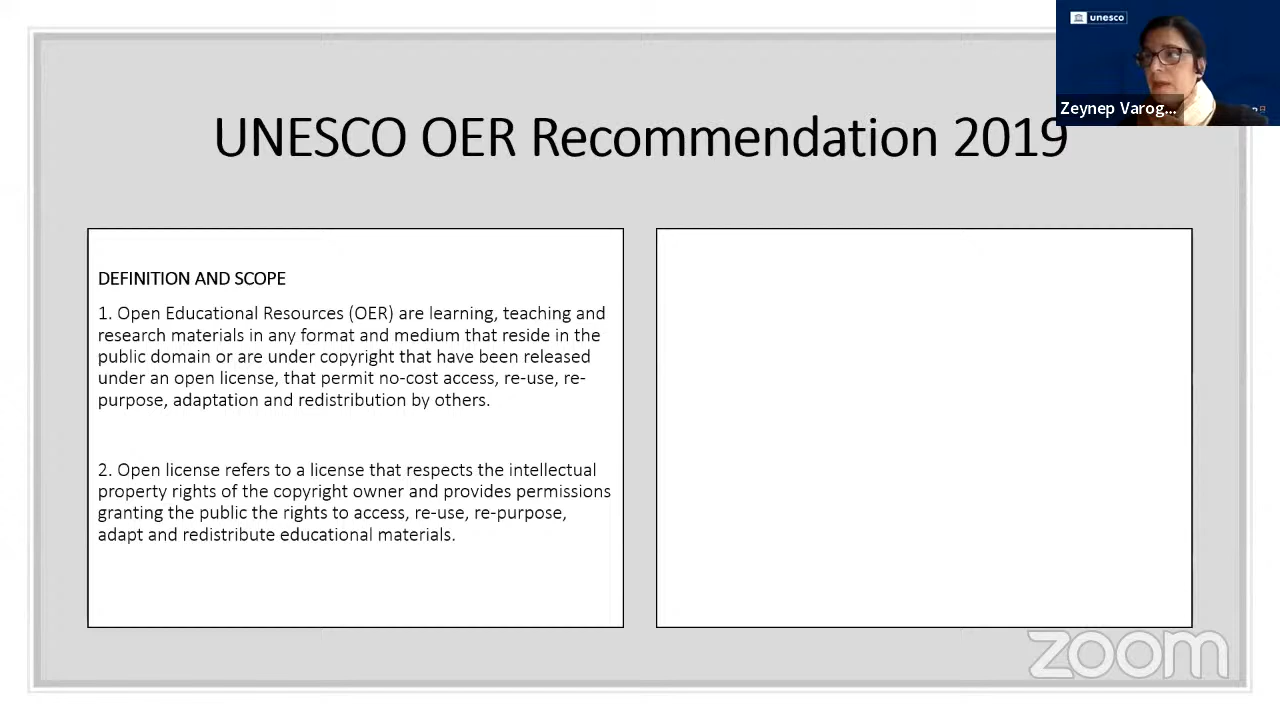 unesco
Zeynep Varog...
UNESCO OER Recommendation 2019
DEFINITION AND SCOPE
1. Open Educational Resources (OER) are learning, teaching and
research materials in any format and medium that reside in the
public domain or are under copyright that have been released
under an open license, that permit no-cost access, re-use, re-
purpose, adaptation and redistribution by others.
2. Open license refers to a license that respects the intellectual
property rights of the copyright owner and provides permissions
granting the public the rights to access, re-use, re-purpose,
adapt and redistribute educational materials.
zoom